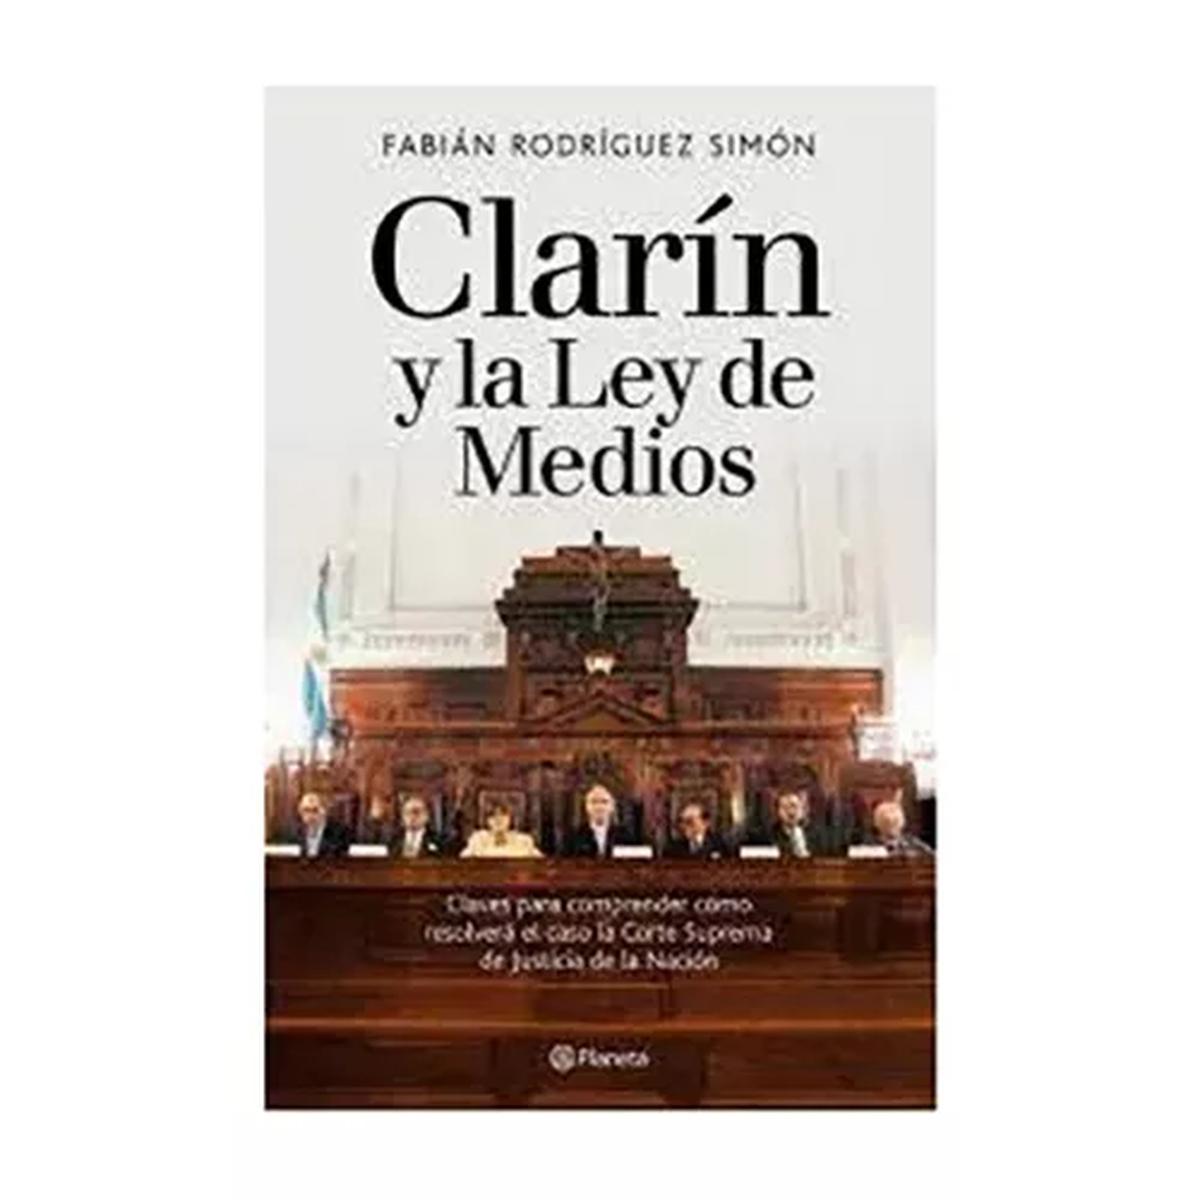 FABIÁN RODRÍGUEZ SIMÓN
Clarín
y la Ley de
Medios
Claves para comprender cómo
resolverá el caso la Corte Suprema
de Justicia de la Nación
Planeta